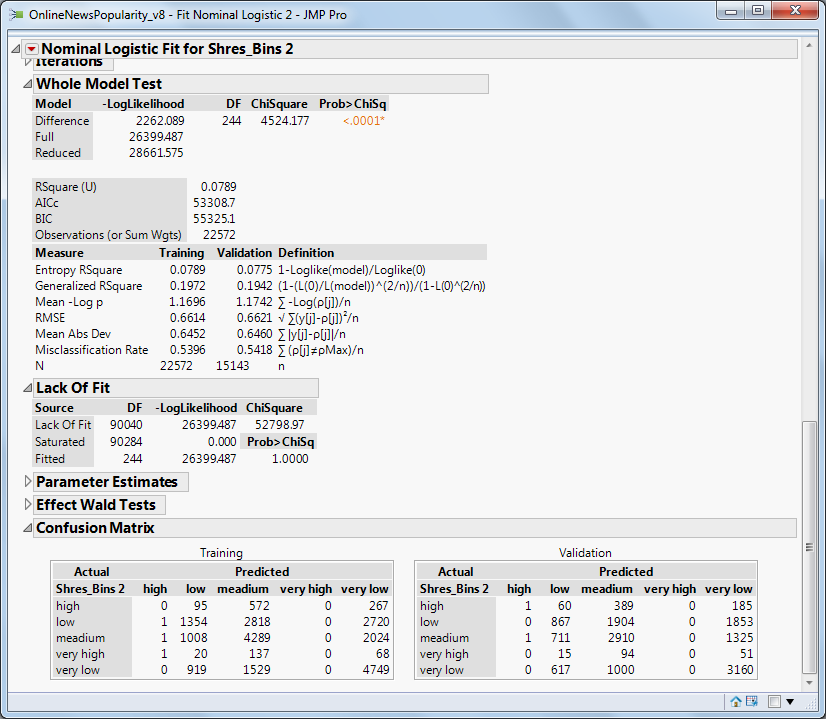 OnlineNewsPopularity_v8 - Fit Nominal Logistic 2 - JMP Pro
Nominal Logistic Fit for Shres_Bins 2
Iterations
Whole Model Test
Model -LogLikelihood DF ChiSquare Prob>ChiSq
Difference 2262.089 244 4524.177 <.0001*
Full 26399.487
Reduced 28661.575
RSquare (U) 0.0789
AICc 53308.7
BIC 55325.1
Observations (or Sum Wgts) 22572
Measure Training Validation Definition
Entropy RSquare 0.0789 0.0775 1-Loglike(model)/Loglike(0)
Generalized RSquare 0.1972 0.1942 (1-(L(0)/L(model))^(2/n))/(1-L(0)^(2/n))
Mean -Log p 1.1696 1.1742 ∑ -Log(ρ[j])/n
RMSE 0.6614 0.6621 √ ∑(y[j]-ρ[j])²/n
Mean Abs Dev 0.6452 0.6460 ∑ |y[j]-ρ[j]|/n
Misclassification Rate 0.5396 0.5418 ∑ (ρ[j]≠ρMax)/n
N 22572 15143 n
Lack Of Fit
Source DF -LogLikelihood ChiSquare
Lack Of Fit 90040 26399.487 52798.97
Saturated 90284 0.000 Prob>ChiSq
Fitted 244 26399.487 1.0000
Parameter Estimates
Effect Wald Tests
Confusion Matrix
Training
Actual Predicted
Shres_Bins 2 high low meadium very high very low
high 0 95 572 0 267
low 1 1354 2818 0 2720
meadium 1 1008 4289 0 2024
very high 1 20 137 0 68
very low 0 919 1529 0 4749
Validation
Actual Predicted
Shres_Bins 2 high low meadium very high very low
high 1 60 389 0 185
low 0 867 1904 0 1853
meadium 1 711 2910 0 1325
very high 0 15 94 0 51
very low 0 617 1000 0 3160